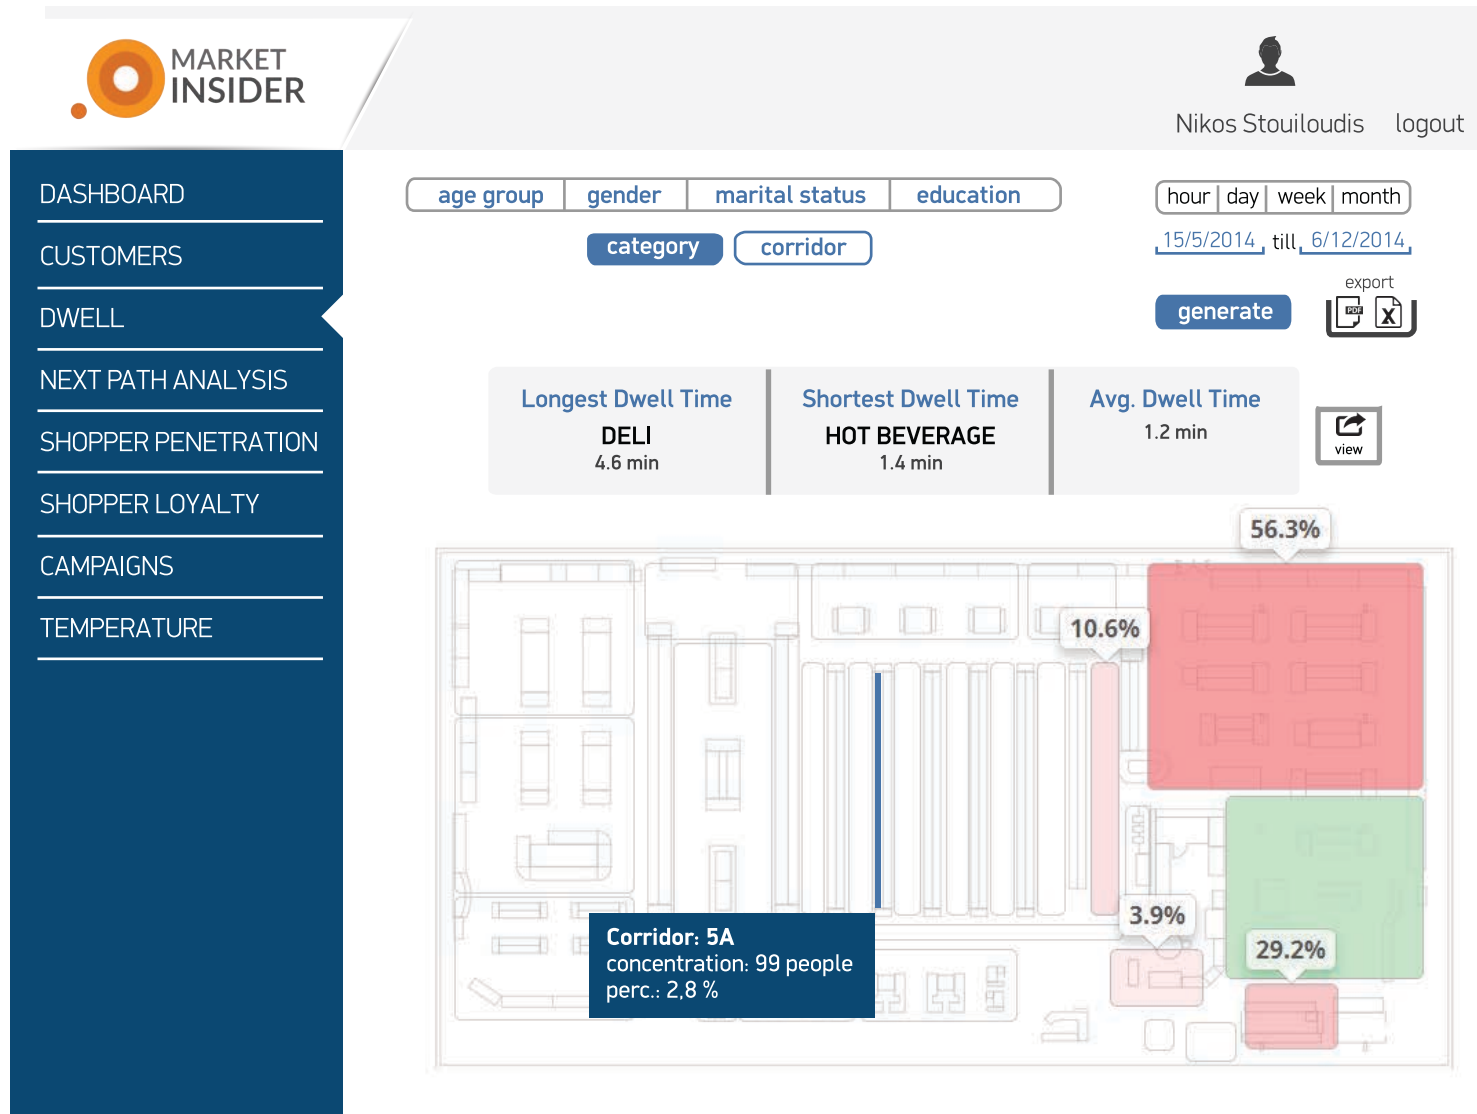 MARKET
INSIDER
Nikos Stouiloudis logout
DASHBOARD
CUSTOMERS
DWELL
NEXT PATH ANALYSIS
SHOPPER PENETRATION
SHOPPER LOYALTY
CAMPAIGNS
TEMPERATURE
age group gender marital status education
category corridor
hour day week month
15/5/2014 till 6/12/2014
export
generate
PDF X
Longest Dwell Time
DELI
4.6 min
Shortest Dwell Time
HOT BEVERAGE
1.4 min
Avg. Dwell Time
1.2 min
view
56.3%
10.6%
3.9%
29.2%
Corridor: 5A
concentration: 99 people
perc.: 2,8 %